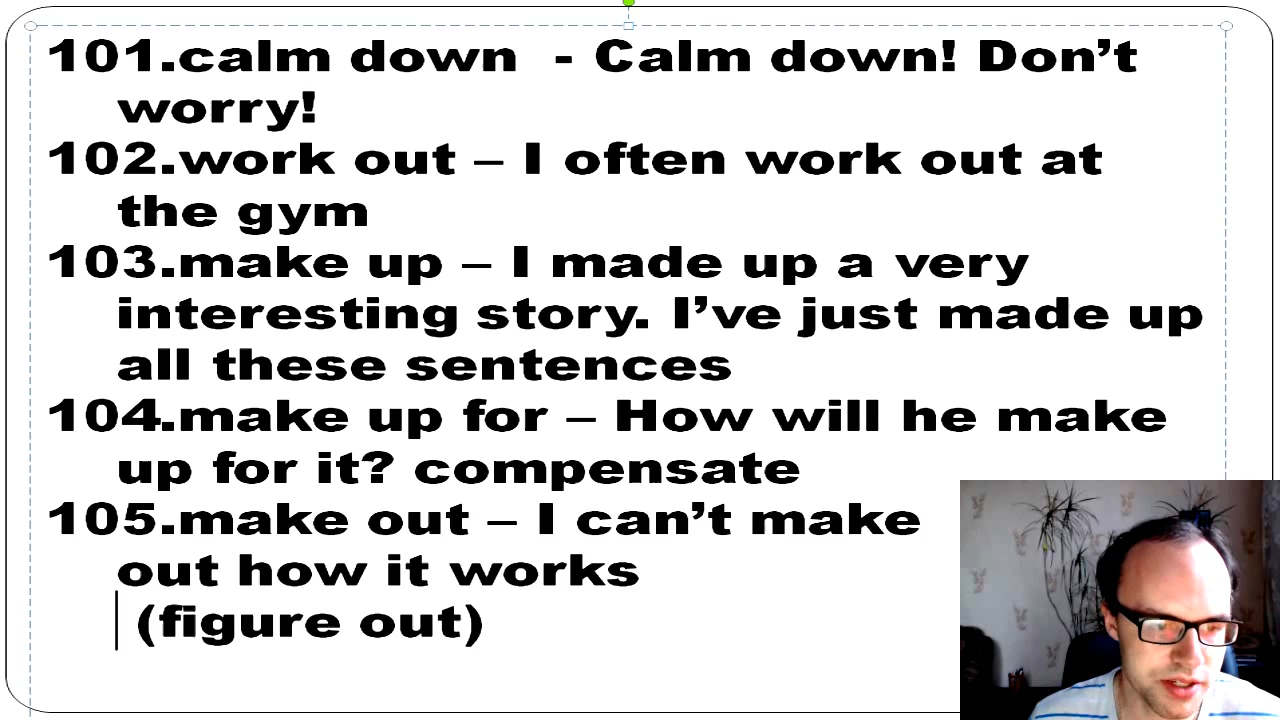 101.calm down  - Calm down! Don’t
worry!
102.work out – I often work out at
the gym
103.make up – I made up a very
interesting story. I’ve just made up
all these sentences
104.make up for – How will he make
up for it? compensate
105.make out – I can’t make
out how it works
(figure out)